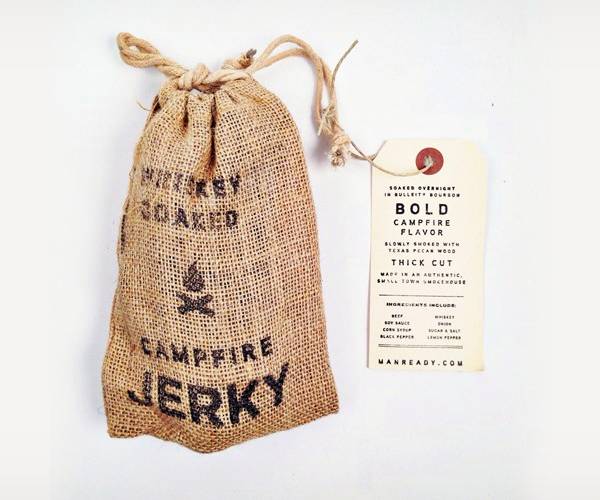 WHISKEY
SOAKED
CAMPFIRE
JERKY
SOAKED OVERNIGHT
IN BULLEIT® BOURBON
BOLD
CAMPFIRE
FLAVOR
SLOWLY SMOKED WITH
TEXAS PECAN WOOD
THICK CUT
MADE IN AN AUTHENTIC,
SMALL TOWN SMOKEHOUSE
INGREDIENTS INCLUDE:
BEEF WHISKEY
SOY SAUCE ONION
CORN SYRUP SUGAR & SALT
BLACK PEPPER LEMON PEPPER
MANREADY.COM